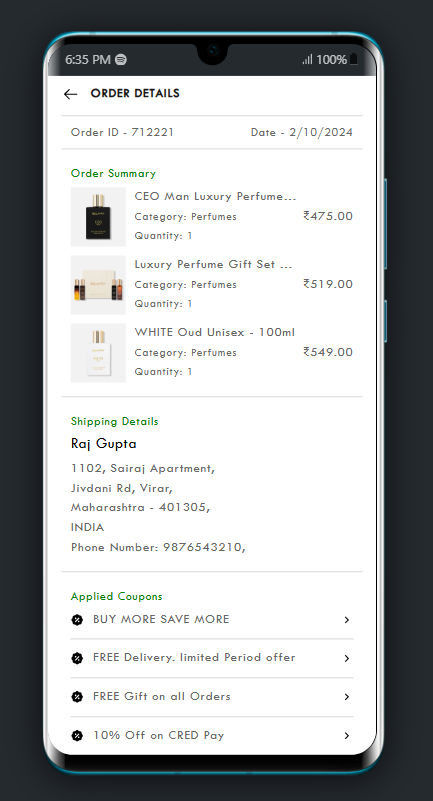 6:35 PM
100%
ORDER DETAILS
Order ID - 712221
Date - 2/10/2024
Order Summary
CEO Man Luxury Perfume...
Category: Perfumes
₹475.00
Quantity: 1
Luxury Perfume Gift Set ...
Category: Perfumes
₹519.00
Quantity: 1
WHITE Oud Unisex - 100ml
Category: Perfumes
₹549.00
Quantity: 1
Shipping Details
Raj Gupta
1102, Sairaj Apartment,
Jivdani Rd, Virar,
Maharashtra - 401305,
INDIA
Phone Number: 9876543210,
Applied Coupons
BUY MORE SAVE MORE
FREE Delivery. limited Period offer
FREE Gift on all Orders
10% Off on CRED Pay